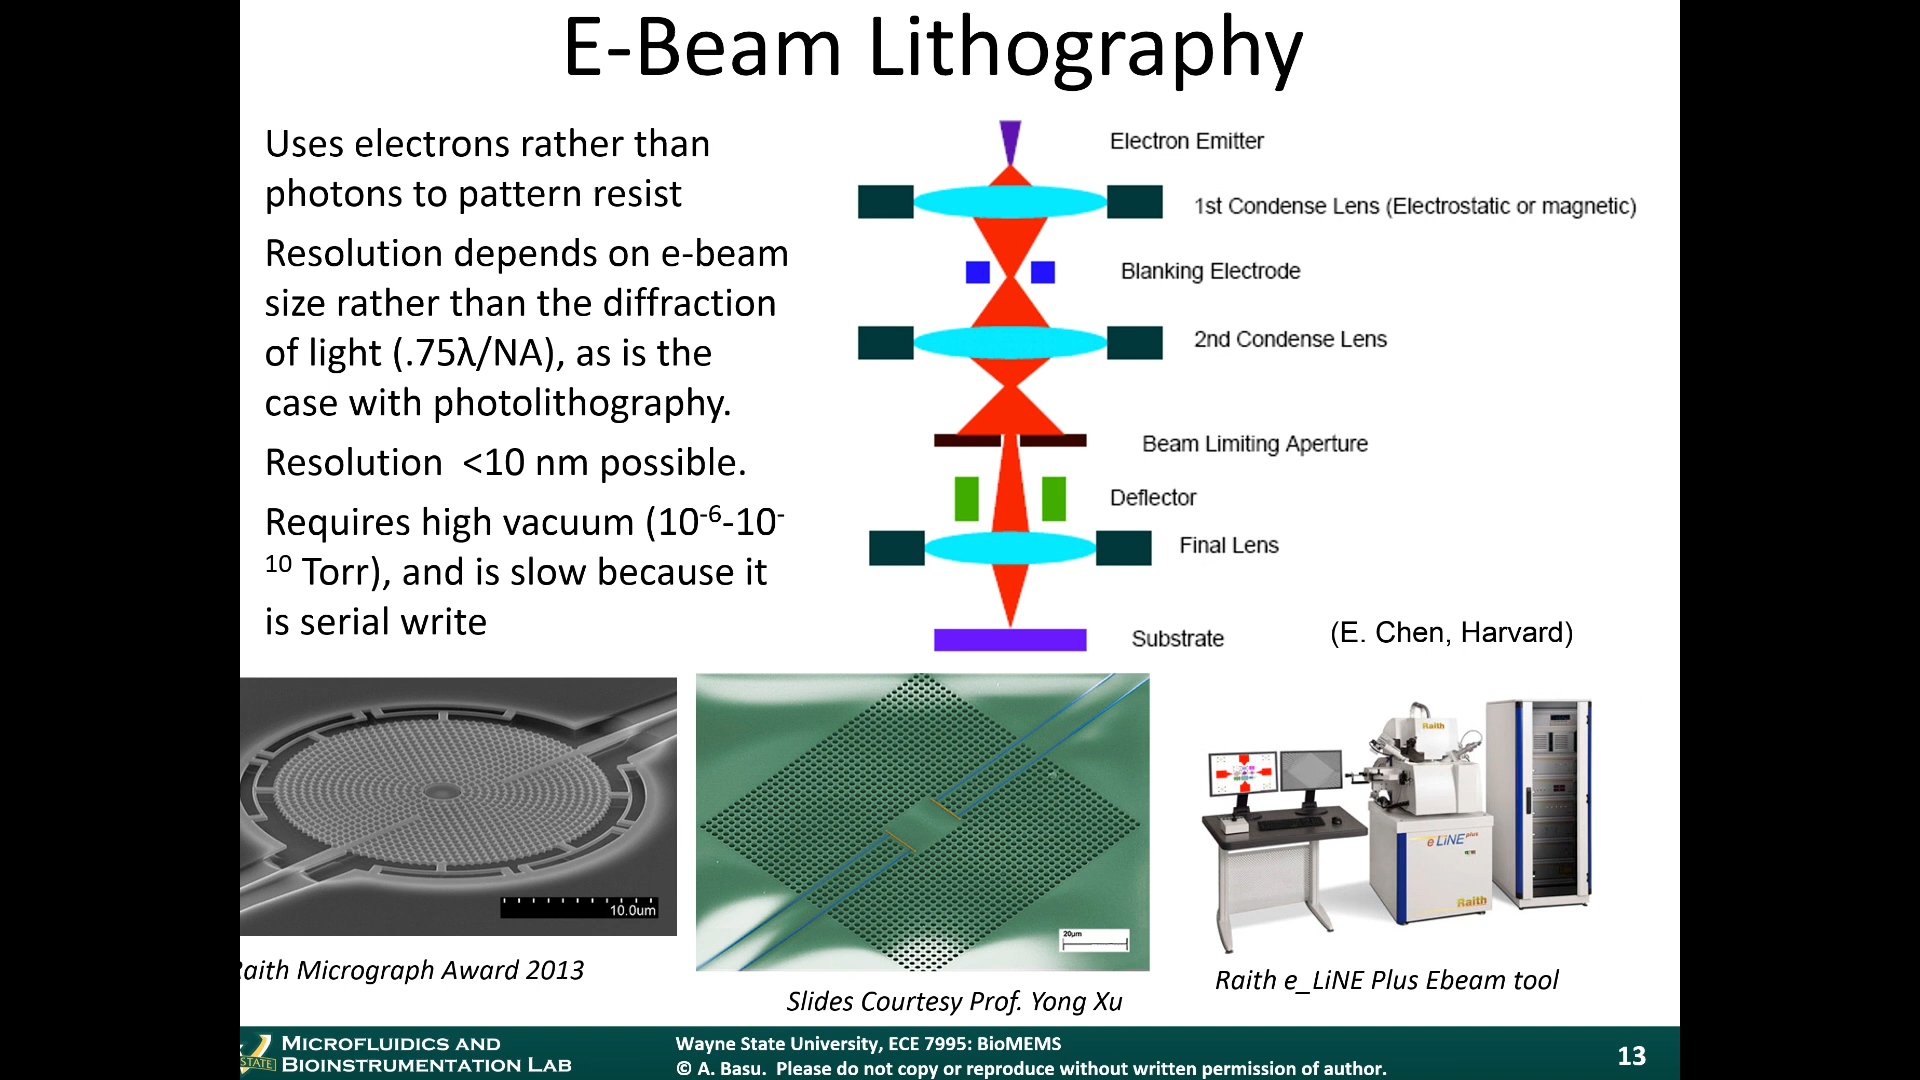 E-Beam Lithography
Uses electrons rather than
photons to pattern resist
Resolution depends on e-beam
size rather than the diffraction
of light (.75λ/NA), as is the
case with photolithography.
Resolution  <10 nm possible.
Requires high vacuum (10⁻⁶-10⁻
¹⁰ Torr), and is slow because it
is serial write
Electron Emitter
1st Condense Lens (Electrostatic or magnetic)
Blanking Electrode
2nd Condense Lens
Beam Limiting Aperture
Deflector
Final Lens
Substrate
(E. Chen, Harvard)
10.0um
20µm
Raith
e LiNE plus
Raith
aith Micrograph Award 2013
Slides Courtesy Prof. Yong Xu
Raith e_LiNE Plus Ebeam tool
STATE
MICROFLUIDICS AND
BIOINSTRUMENTATION LAB
Wayne State University, ECE 7995: BioMEMS
© A. Basu.  Please do not copy or reproduce without written permission of author.
13